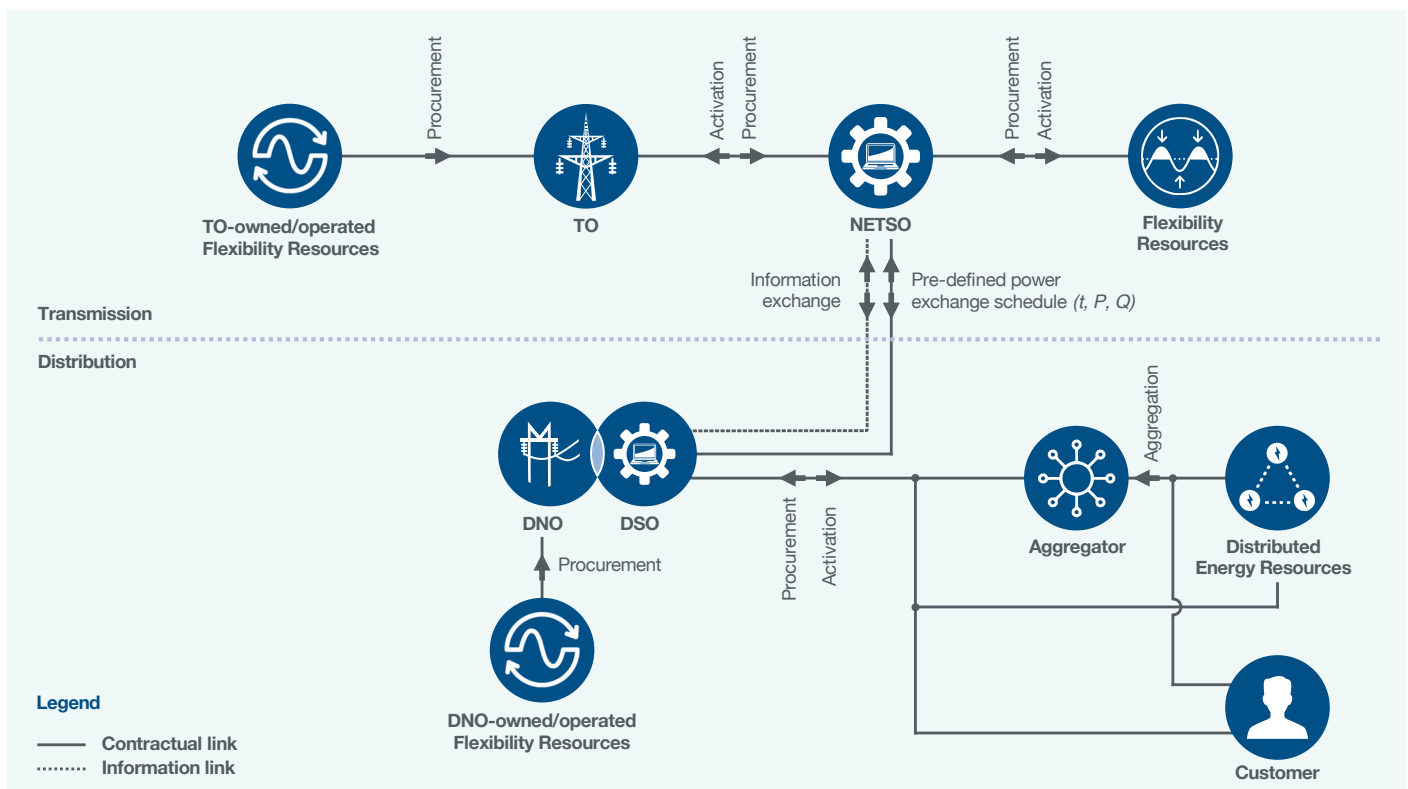 Procurement
Activation
Procurement
Procurement
Activation
TO-owned/operated
Flexibility Resources
TO
NETSO
Flexibility
Resources
Information
exchange
Pre-defined power
exchange schedule (t, P, Q)
Transmission
Distribution
Aggregation
DNO
DSO
Procurement
Activation
Aggregator
Distributed
Energy Resources
Procurement
DNO-owned/operated
Flexibility Resources
Customer
Legend
Contractual link
Information link